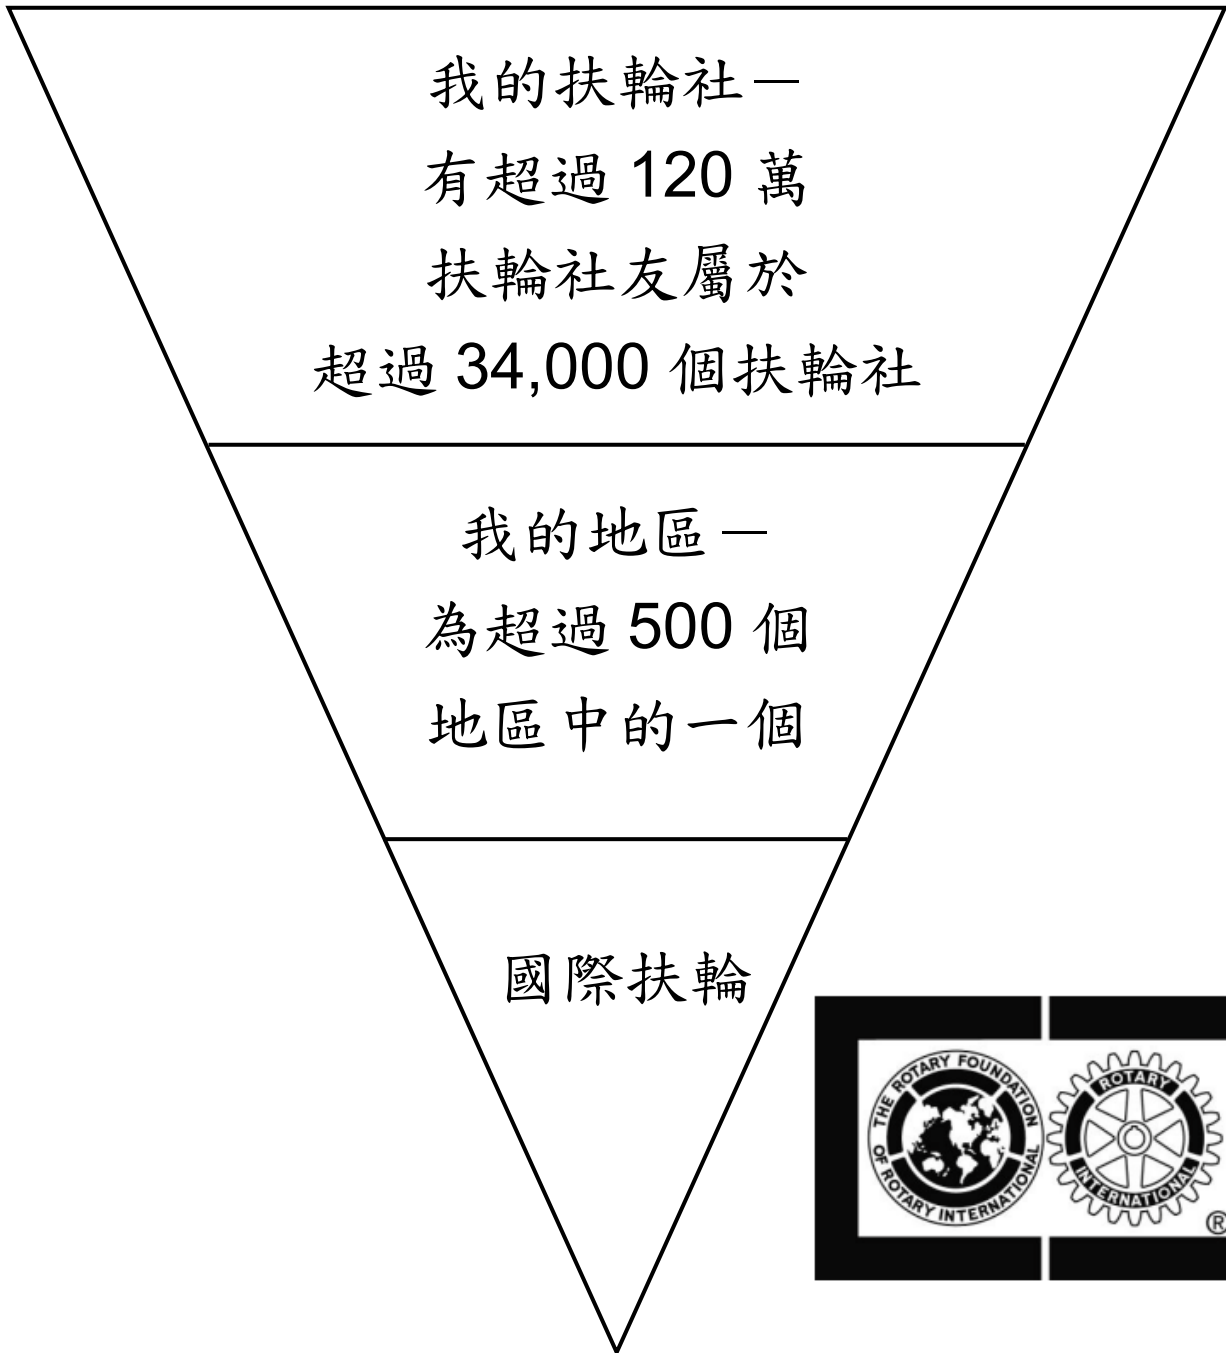 我的扶輪社－
有超過 120 萬
扶輪社友屬於
超過 34,000 個扶輪社
我的地區－
為超過 500 個
地區中的一個
國際扶輪
THE ROTARY FOUNDATION
OF ROTARY INTERNATIONAL
ROTARY
INTERNATIONAL
®